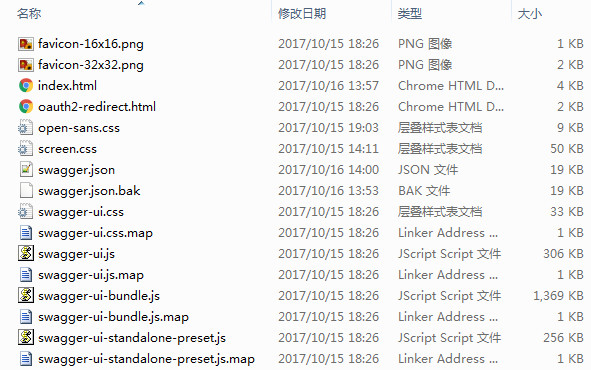 名称 修改日期 类型 大小
favicon-16x16.png 2017/10/15 18:26 PNG 图像 1 KB
favicon-32x32.png 2017/10/15 18:26 PNG 图像 2 KB
index.html 2017/10/16 13:57 Chrome HTML D... 4 KB
oauth2-redirect.html 2017/10/15 18:26 Chrome HTML D... 2 KB
open-sans.css 2017/10/15 19:03 层叠样式表文档 9 KB
screen.css 2017/10/15 14:11 层叠样式表文档 50 KB
swagger.json 2017/10/16 14:00 JSON 文件 19 KB
swagger.json.bak 2017/10/16 13:53 BAK 文件 19 KB
swagger-ui.css 2017/10/15 18:26 层叠样式表文档 33 KB
swagger-ui.css.map 2017/10/15 18:26 Linker Address ... 1 KB
swagger-ui.js 2017/10/15 18:26 JScript Script 文件 306 KB
swagger-ui.js.map 2017/10/15 18:26 Linker Address ... 1 KB
swagger-ui-bundle.js 2017/10/15 18:26 JScript Script 文件 1,369 KB
swagger-ui-bundle.js.map 2017/10/15 18:26 Linker Address ... 1 KB
swagger-ui-standalone-preset.js 2017/10/15 18:26 JScript Script 文件 256 KB
swagger-ui-standalone-preset.js.map 2017/10/15 18:26 Linker Address ... 1 KB